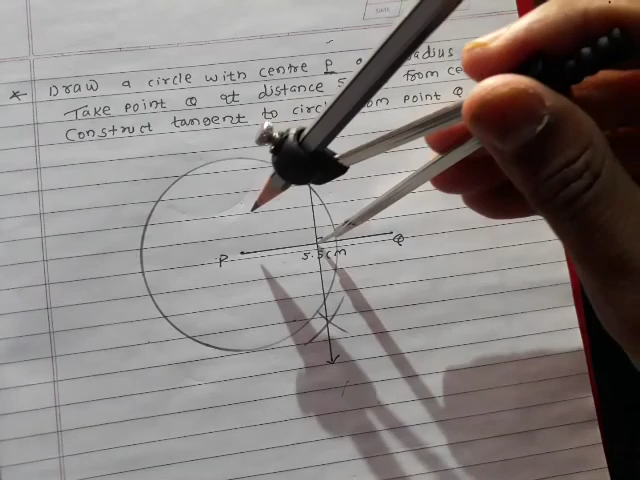 * Draw a circle with centre P radius
Take point Q at distance 5 from ce
Construct tangent to circ om point Q
P
Q
5.5cm